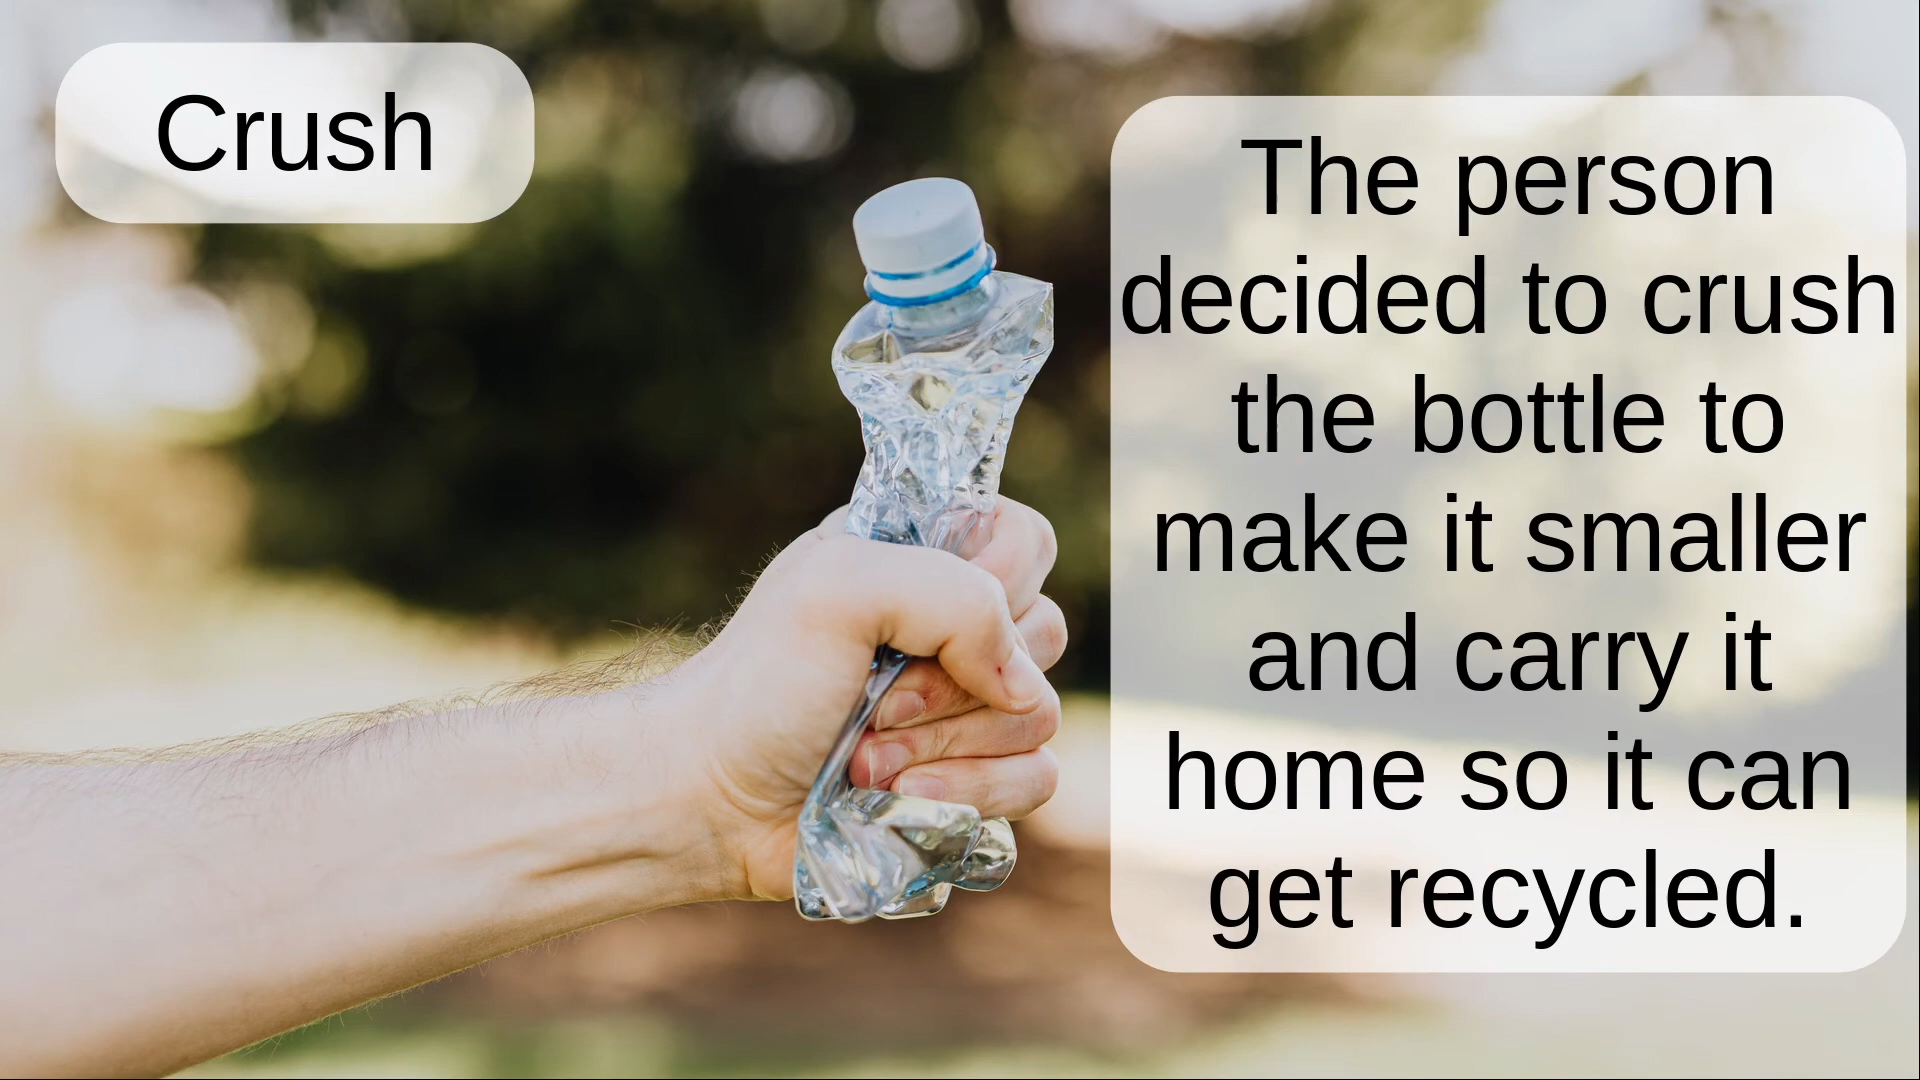 Crush
The person
decided to crush
the bottle to
make it smaller
and carry it
home so it can
get recycled.